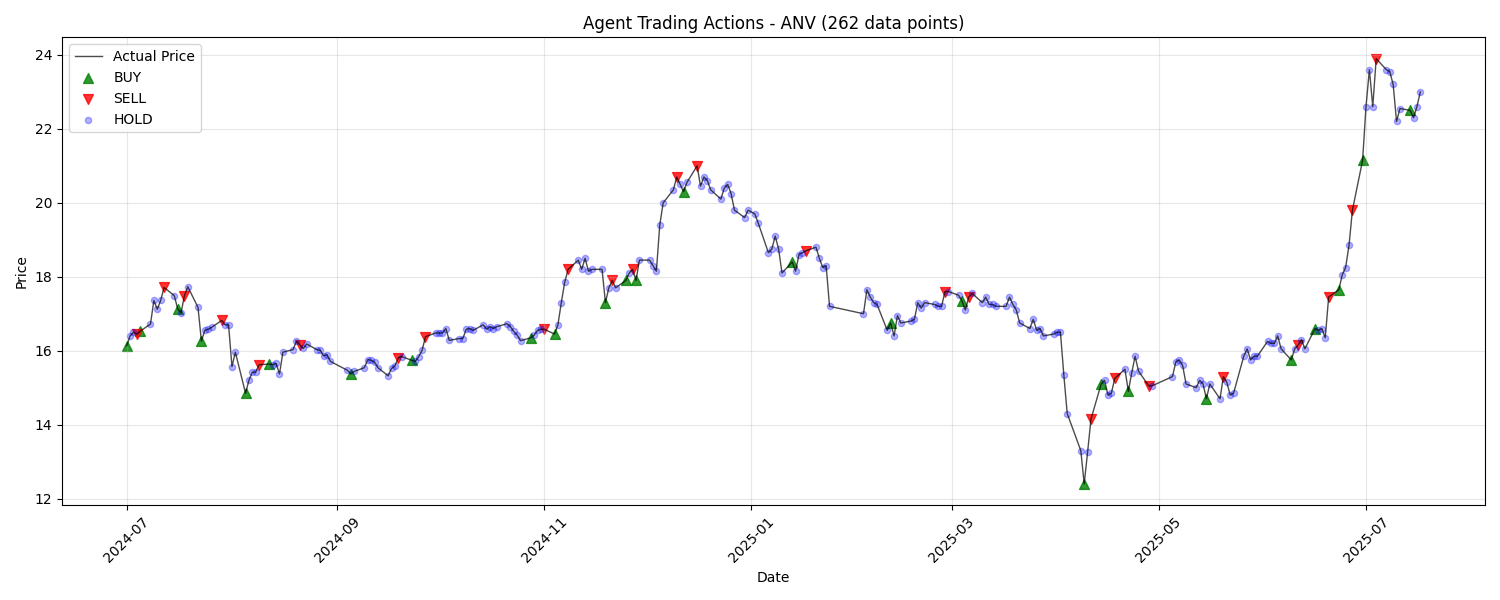 Agent Trading Actions - ANV (262 data points)
Actual Price
BUY
SELL
HOLD
Price
24
22
20
18
16
14
12
2024-07
2024-09
2024-11
2025-01
2025-03
2025-05
2025-07
Date